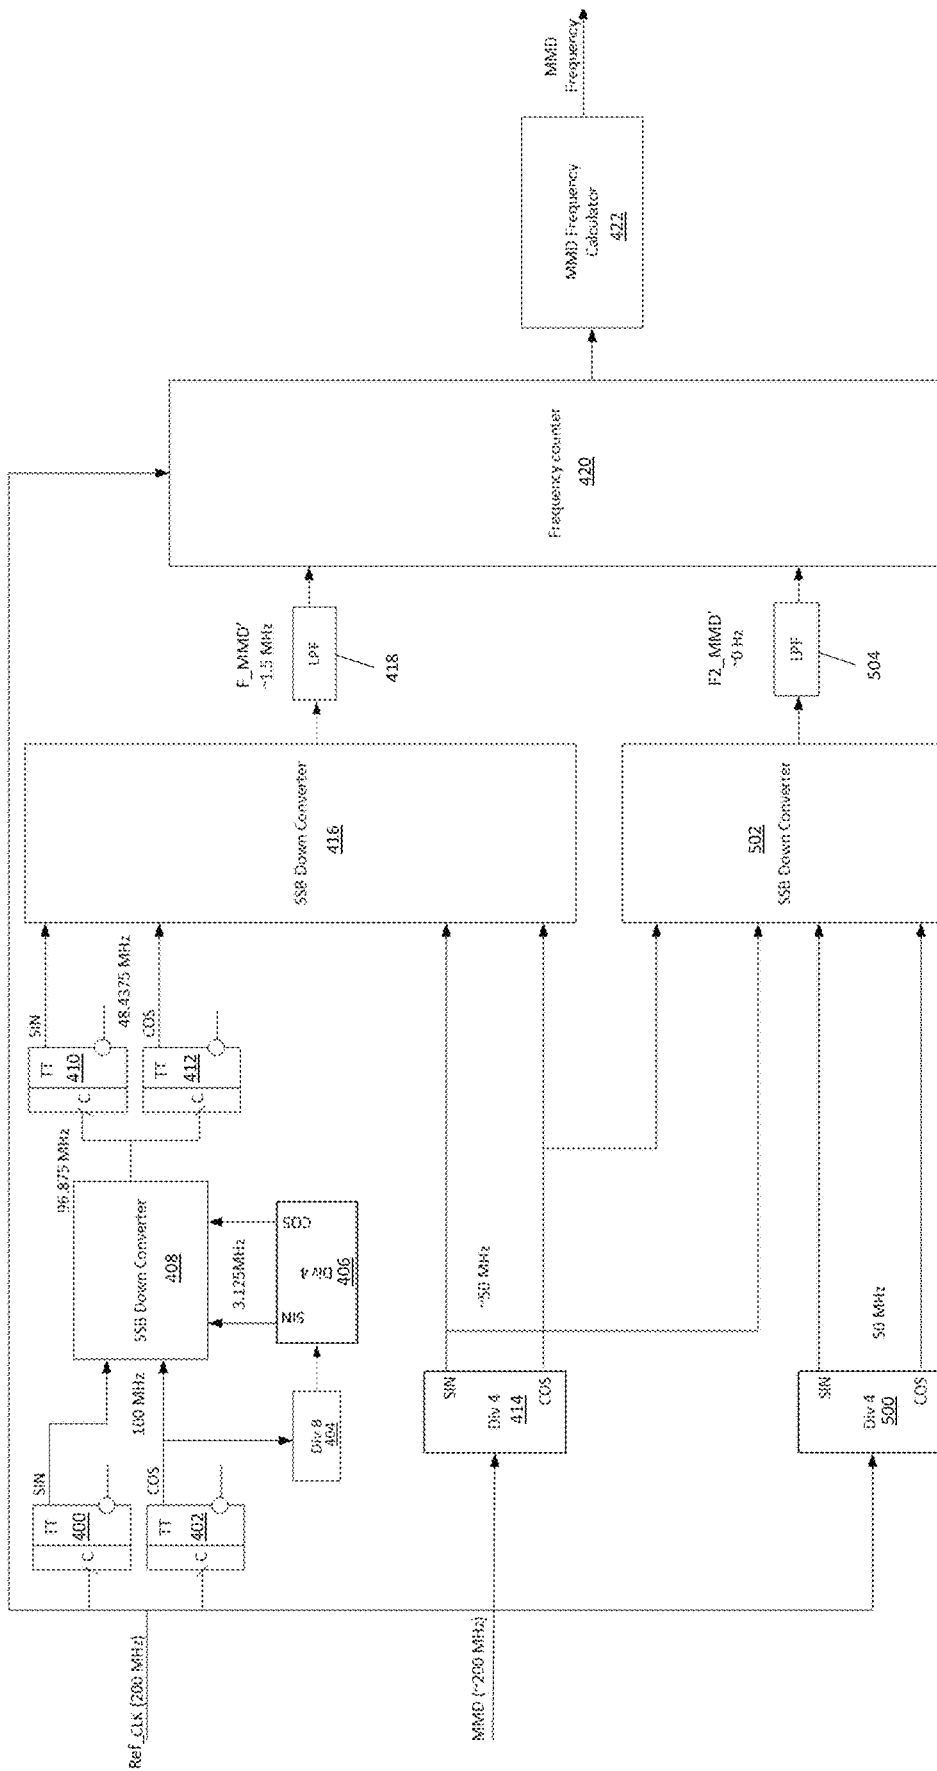 Ref_CLK (200 MHz)
MMD (~200 MHz)
C
TT
400
SIN
C
TT
402
COS
100 MHz
Div 8
404
Div 4
406
SIN
COS
3.125MHz
SSB Down Converter
408
96.875 MHz
C
TT
410
SIN
48.4375 MHz
C
TT
412
COS
Div 4
414
SIN
COS
~50 MHz
Div 4
500
SIN
COS
50 MHz
SSB Down Converter
416
SSB Down Converter
502
F_MMD'
~1.5 MHz
LPF
418
F2_MMD'
~0 Hz
LPF
504
Frequency counter
420
MMD Frequency
Calculator
422
MMD
Frequency